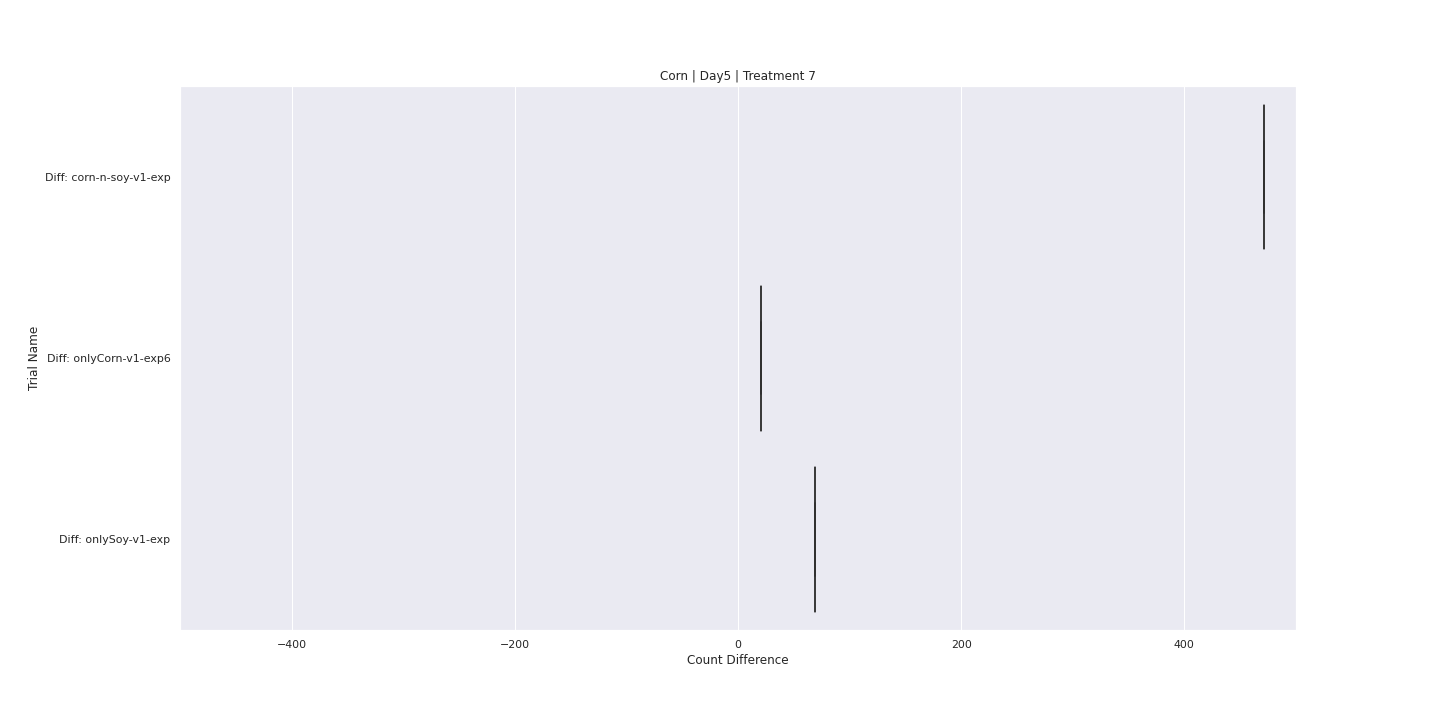 Corn | Day5 | Treatment 7
Diff: corn-n-soy-v1-exp
Diff: onlyCorn-v1-exp6
Diff: onlySoy-v1-exp
Trial Name
−400
−200
0
200
400
Count Difference